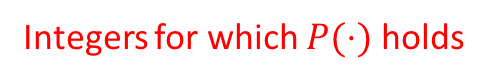 Integers for which 𝑃(·) holds